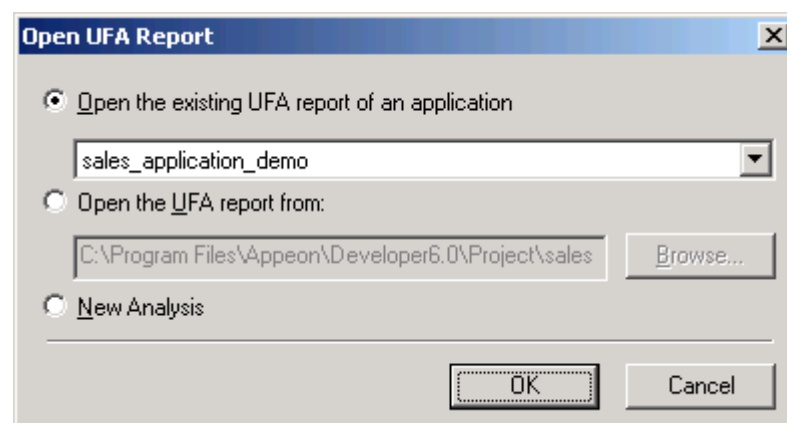 Open UFA Report
Open the existing UFA report of an application
sales_application_demo
Open the UFA report from:
C:\Program Files\Appeon\Developer6.0\Project\sales
Browse...
New Analysis
OK
Cancel